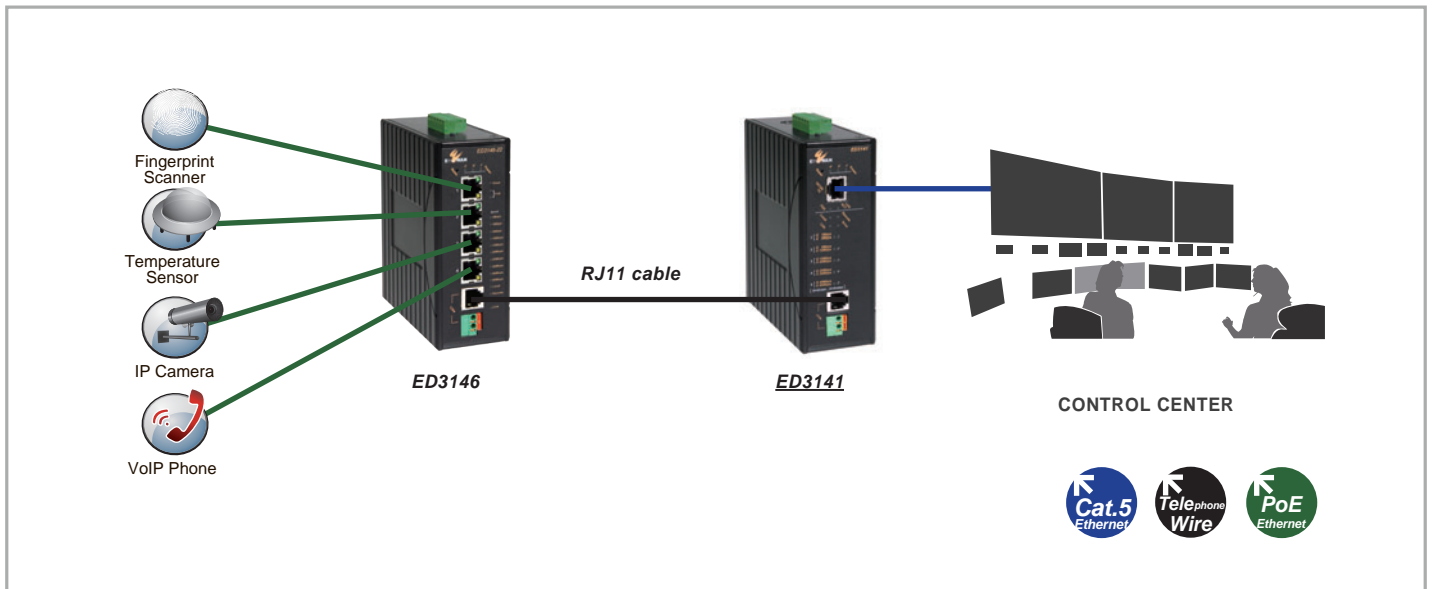 Fingerprint
Scanner
Temperature
Sensor
IP Camera
VoIP Phone
RJ11 cable
ED3146
ED3141
CONTROL CENTER
Cat.5
Ethernet
Telephone
Wire
PoE
Ethernet